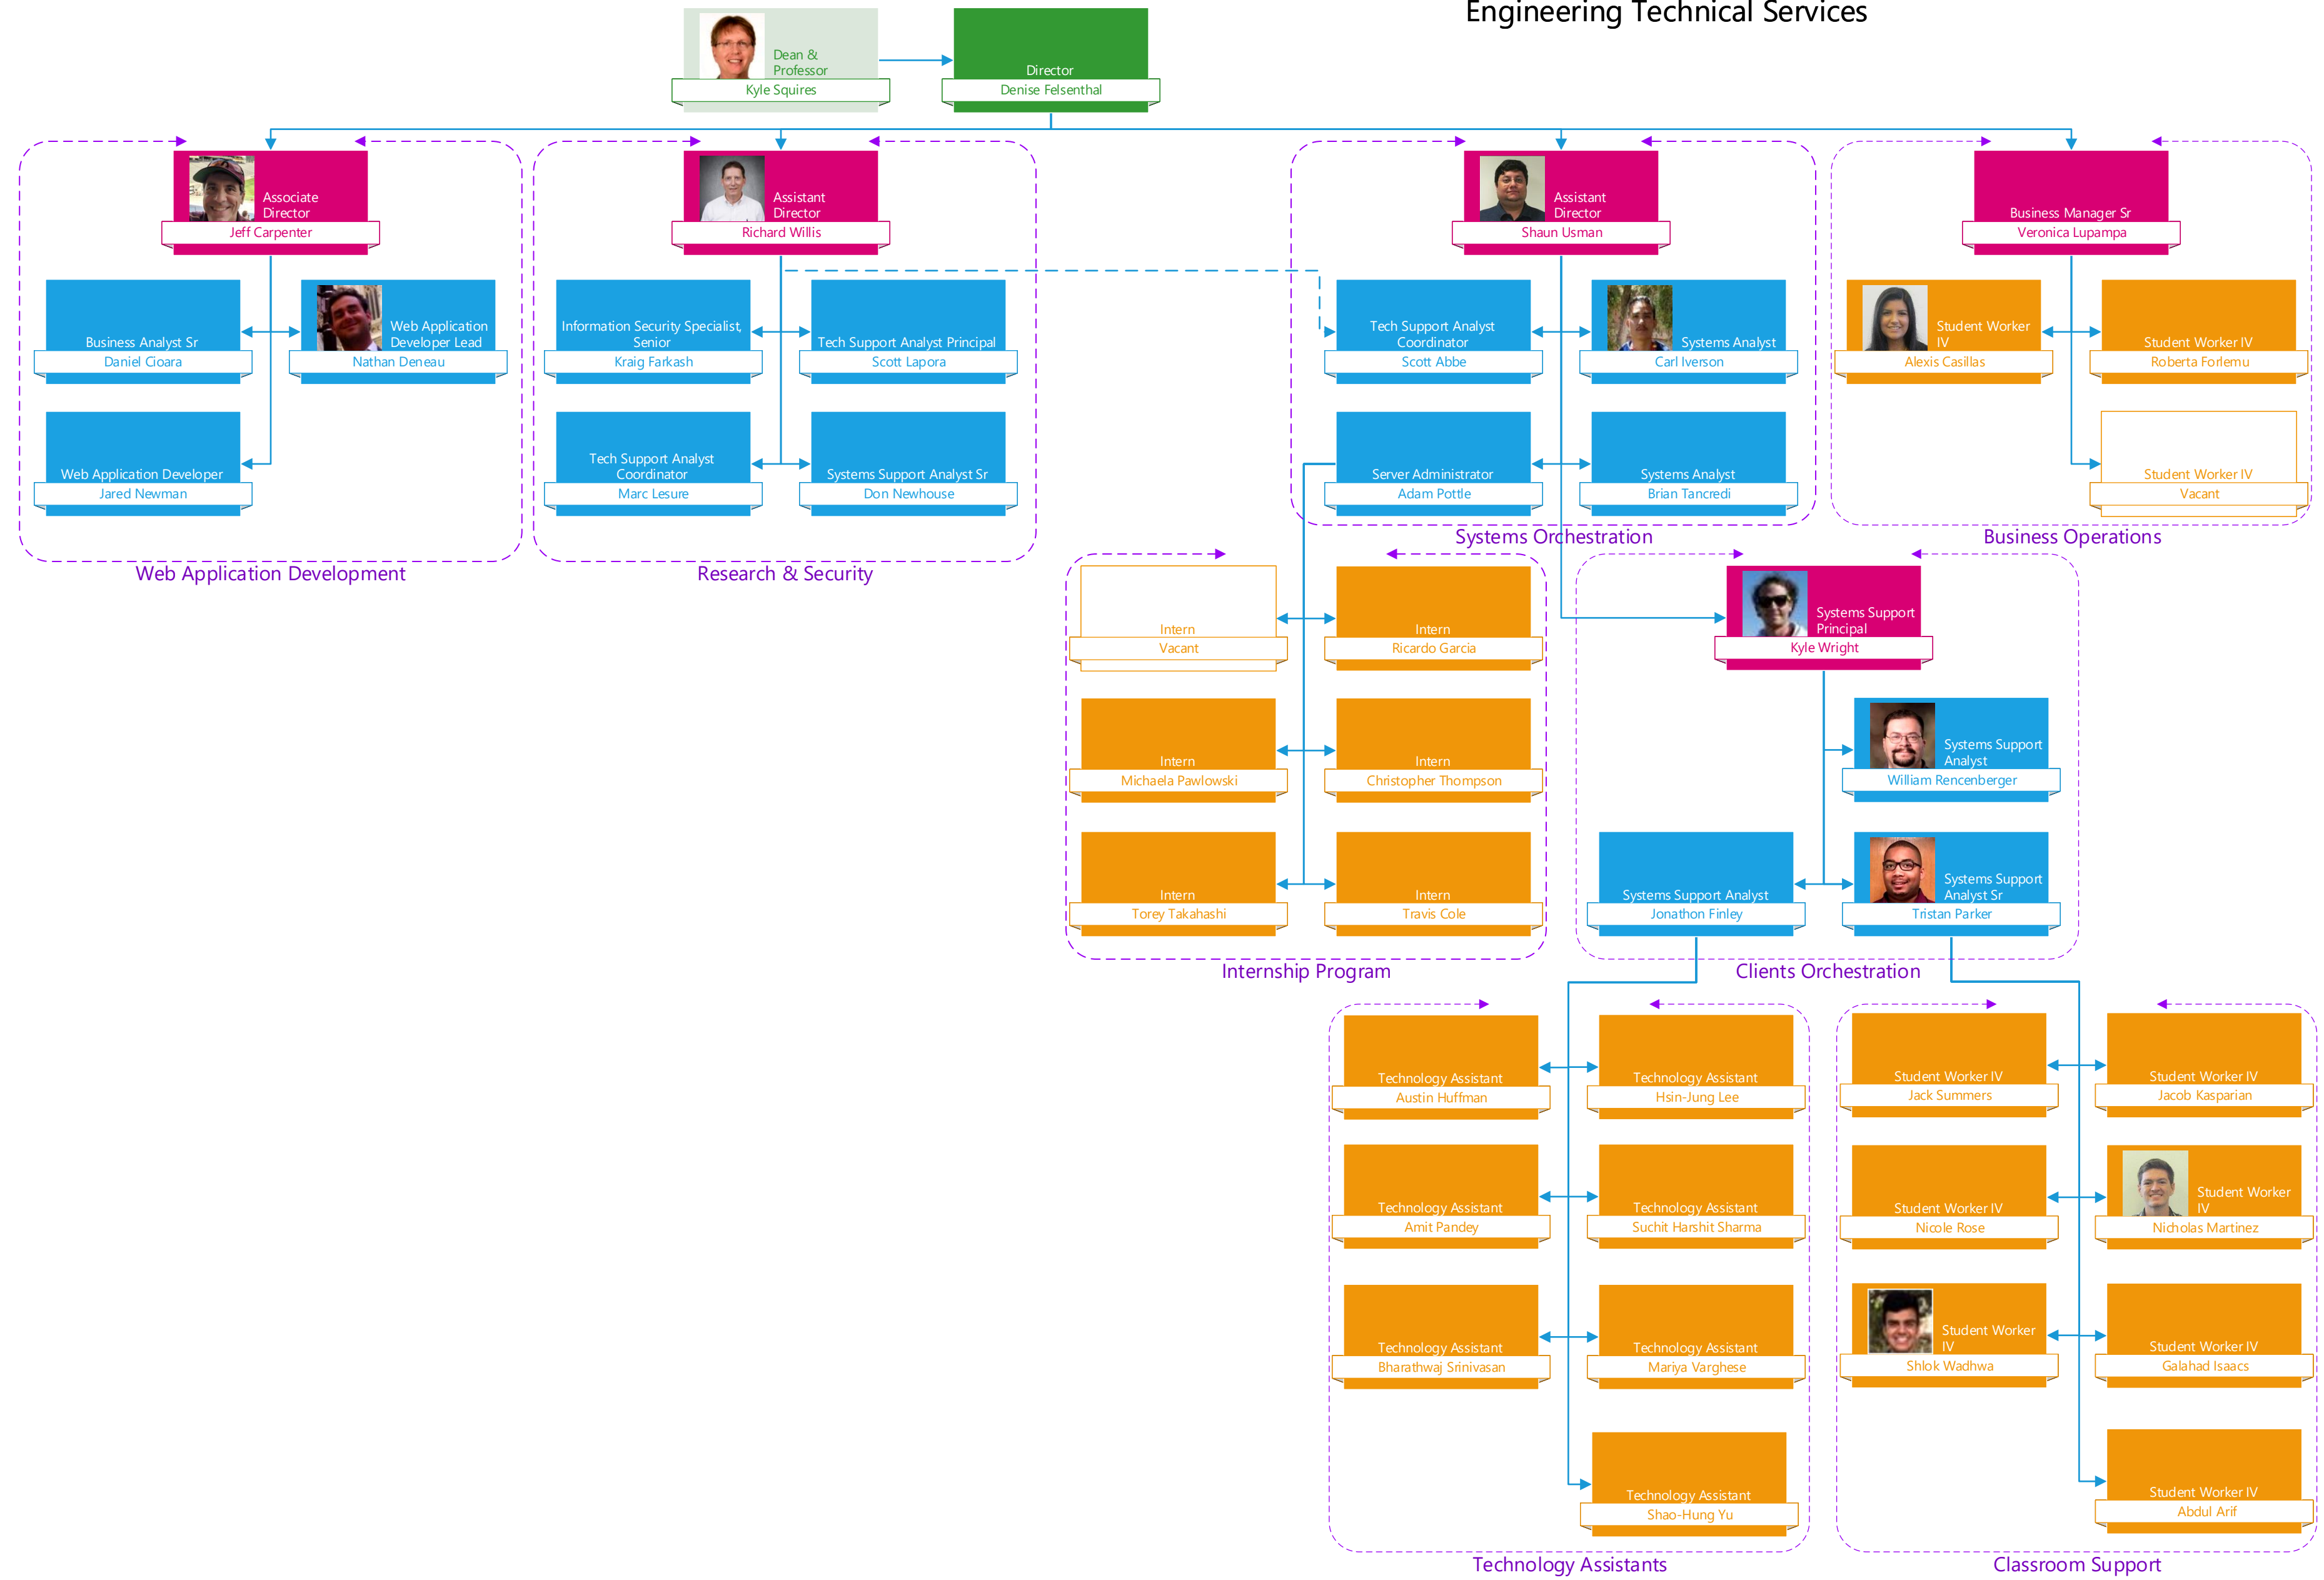 Engineering Technical Services
Dean &
Professor
Kyle Squires
Director
Denise Felsenthal
Associate
Director
Jeff Carpenter
Assistant
Director
Richard Willis
Assistant
Director
Shaun Usman
Business Manager Sr
Veronica Lupampa
Business Analyst Sr
Daniel Cioara
Web Application
Developer Lead
Nathan Deneau
Information Security Specialist,
Senior
Kraig Farkash
Tech Support Analyst Principal
Scott Lapora
Tech Support Analyst
Coordinator
Scott Abbe
Systems Analyst
Carl Iverson
Student Worker
IV
Alexis Casillas
Student Worker IV
Roberta Forlemu
Web Application Developer
Jared Newman
Tech Support Analyst
Coordinator
Marc Lesure
Systems Support Analyst Sr
Don Newhouse
Server Administrator
Adam Pottle
Systems Analyst
Brian Tancredi
Student Worker IV
Vacant
Web Application Development
Research & Security
Systems Orchestration
Business Operations
Intern
Vacant
Intern
Ricardo Garcia
Systems Support
Principal
Kyle Wright
Intern
Michaela Pawlowski
Intern
Christopher Thompson
Systems Support
Analyst
William Rencenberger
Intern
Torey Takahashi
Intern
Travis Cole
Systems Support Analyst
Jonathon Finley
Systems Support
Analyst Sr
Tristan Parker
Internship Program
Clients Orchestration
Technology Assistant
Austin Huffman
Technology Assistant
Hsin-Jung Lee
Student Worker IV
Jack Summers
Student Worker IV
Jacob Kasparian
Technology Assistant
Amit Pandey
Technology Assistant
Suchit Harshit Sharma
Student Worker IV
Nicole Rose
Student Worker
IV
Nicholas Martinez
Technology Assistant
Bharathwaj Srinivasan
Technology Assistant
Mariya Varghese
Student Worker
IV
Shlok Wadhwa
Student Worker IV
Galahad Isaacs
Technology Assistant
Shao-Hung Yu
Student Worker IV
Abdul Arif
Technology Assistants
Classroom Support